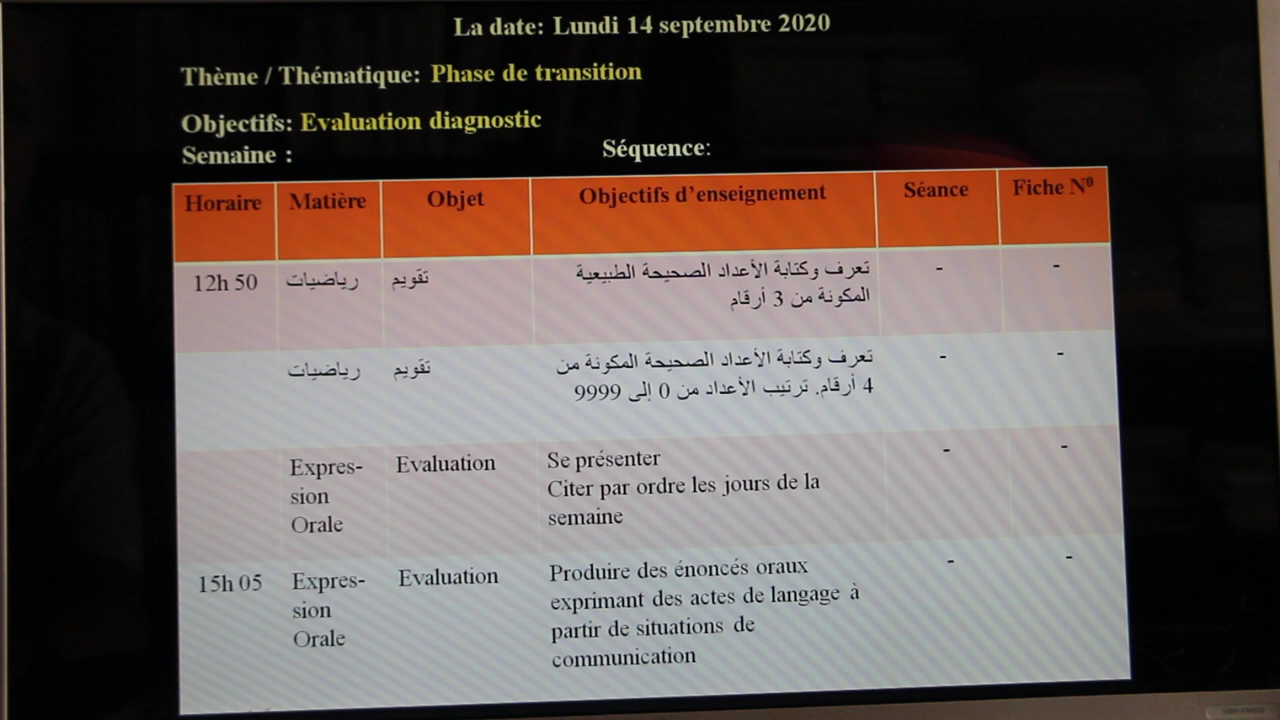 La date: Lundi 14 septembre 2020
Thème / Thématique: Phase de transition
Objectifs: Evaluation diagnostic
Semaine :
Séquence:
Horaire Matière Objet Objectifs d’enseignement Séance Fiche N⁰
12h 50
رياضيات
تقويم
تعرف وكتابة الأعداد الصحيحة الطبيعية
المكونة من 3 أرقام
-
-
رياضيات
تقويم
تعرف وكتابة الأعداد الصحيحة المكونة من
4 أرقام. ترتيب الأعداد من 0 إلى 9999
-
-
Expres-
sion
Orale
Evaluation
Se présenter
Citer par ordre les jours de la
semaine
-
-
15h 05
Expres-
sion
Orale
Evaluation
Produire des énoncés oraux
exprimant des actes de langage à
partir de situations de
communication
-
-